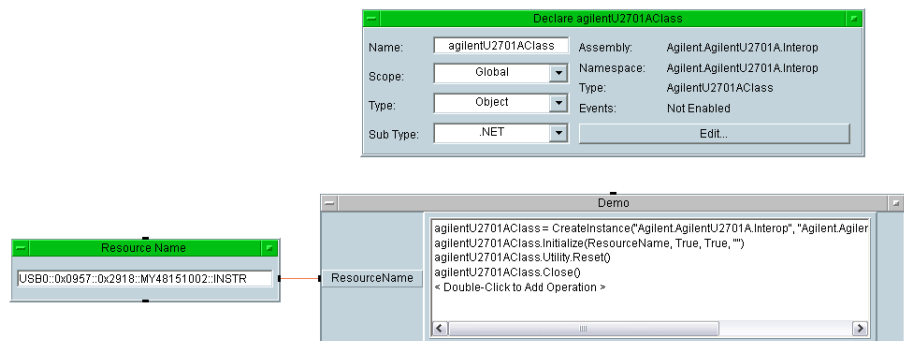 Declare agilentU2701AClass
Name: agilentU2701AClass Assembly: Agilent.AgilentU2701A.Interop
Scope: Global Namespace: Agilent.AgilentU2701A.Interop
Type: AgilentU2701AClass
Type: Object Events: Not Enabled
Sub Type: .NET Edit...
Demo
agilentU2701AClass = CreateInstance("Agilent.AgilentU2701A.Interop", "Agilent.Agilen
Resource Name
agilentU2701AClass.Initialize(ResourceName, True, True, "")
agilentU2701AClass.Utility.Reset()
USB0::0x0957::0x2918::MY48151002::INSTR
ResourceName
agilentU2701AClass.Close()
< Double-Click to Add Operation >